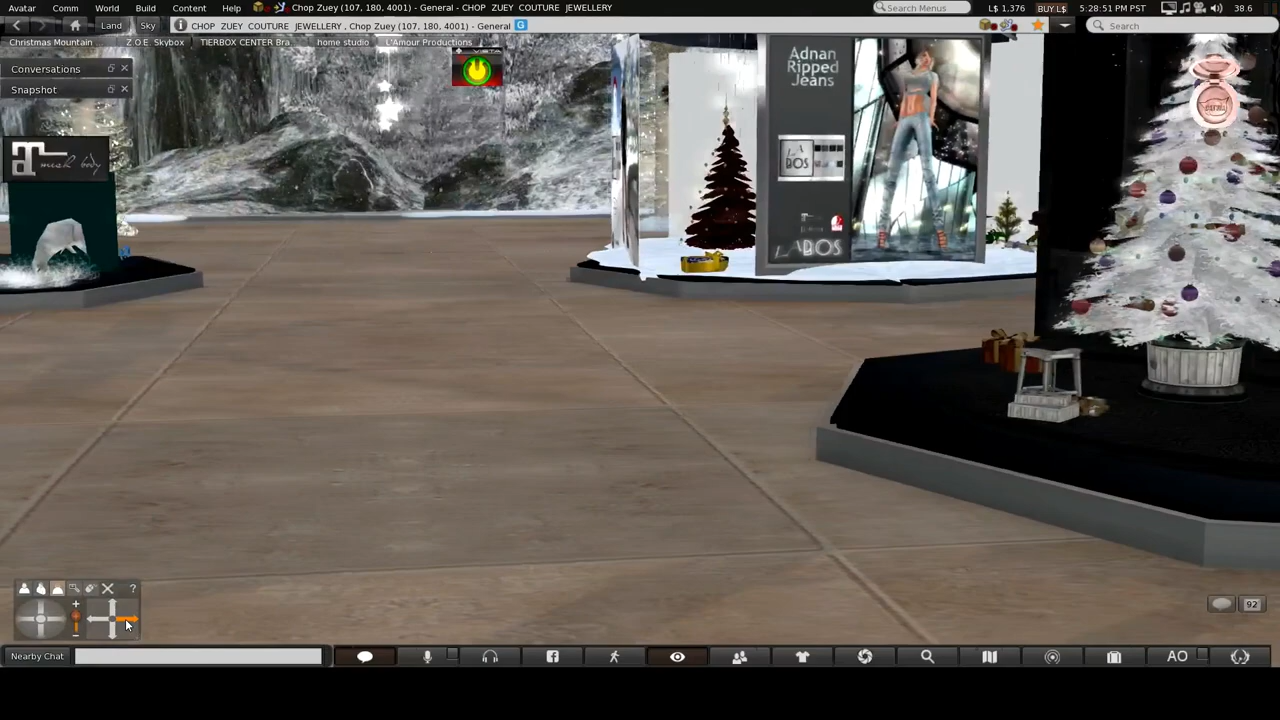 Avatar Comm World Build Content Help Chop Zuey (107, 180, 4001) - General - CHOP ZUEY COUTURE JEWELLERY Search Menus L$ 1,376 BUY L$ 5:28:51 PM PST 38.6
Land Sky CHOP ZUEY COUTURE JEWELLERY , Chop Zuey (107, 180, 4001) - General G Search
Christmas Mountain Z.O.E. Skybox TIERBOX CENTER Bra home studio L'Amour Productions
Conversations
Snapshot
mesh body
Adnan
Ripped
Jeans
LABOS
?
92
Nearby Chat AO